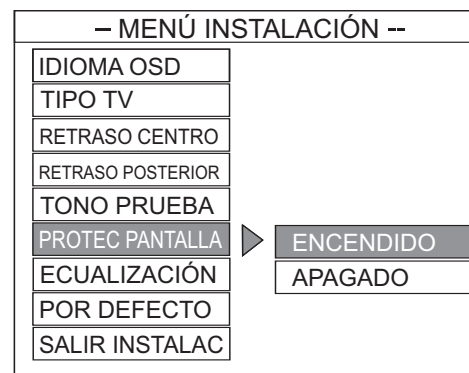 – MENÚ INSTALACIÓN --
IDIOMA OSD
TIPO TV
RETRASO CENTRO
RETRASO POSTERIOR
TONO PRUEBA
PROTEC PANTALLA
ENCENDIDO
ECUALIZACIÓN
APAGADO
POR DEFECTO
SALIR INSTALAC